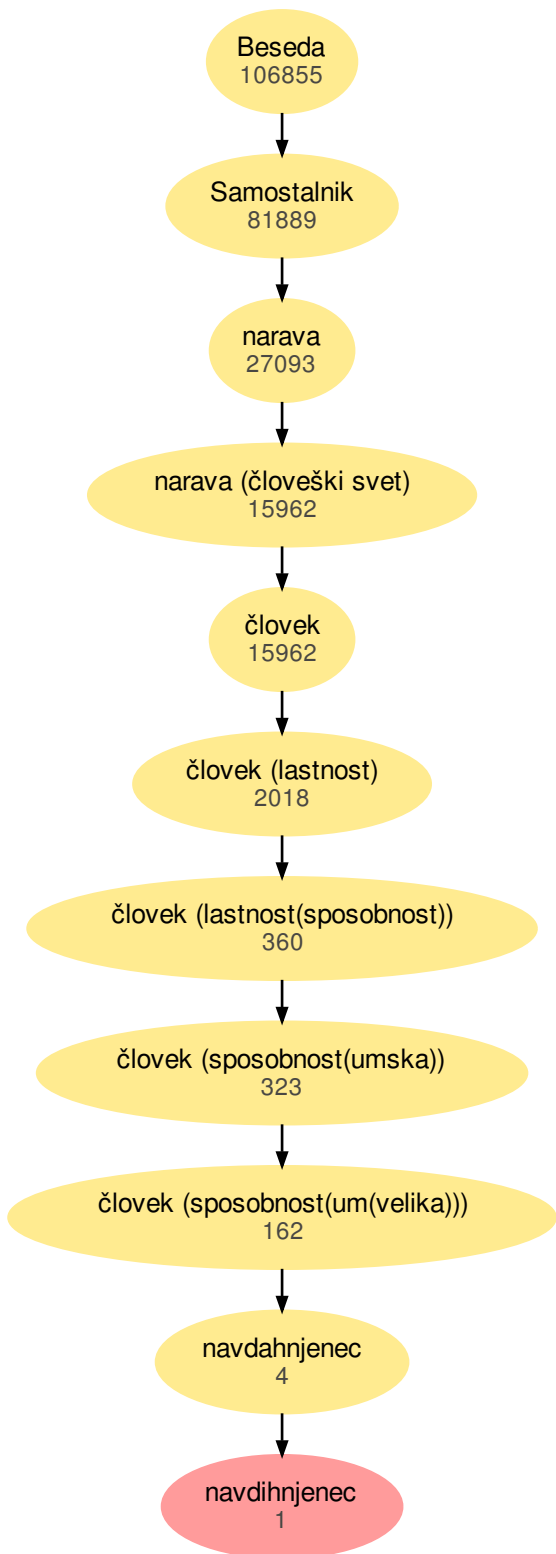 Beseda
106855
Samostalnik
81889
narava
27093
narava (človeški svet)
15962
človek
15962
človek (lastnost)
2018
človek (lastnost(sposobnost))
360
človek (sposobnost(umska))
323
človek (sposobnost(um(velika)))
162
navdahnjenec
4
navdihnjenec
1